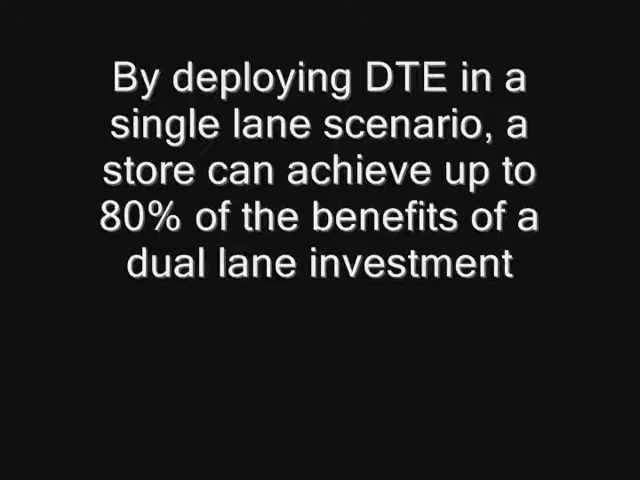 By deploying DTE in a
single lane scenario, a
store can achieve up to
80% of the benefits of a
dual lane investment